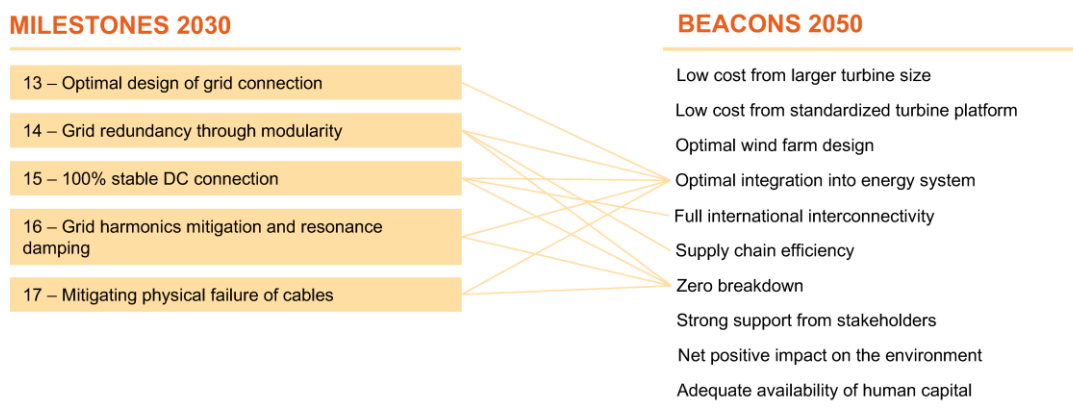 MILESTONES 2030
13 – Optimal design of grid connection
14 – Grid redundancy through modularity
15 – 100% stable DC connection
16 – Grid harmonics mitigation and resonance
damping
17 – Mitigating physical failure of cables
BEACONS 2050
Low cost from larger turbine size
Low cost from standardized turbine platform
Optimal wind farm design
Optimal integration into energy system
Full international interconnectivity
Supply chain efficiency
Zero breakdown
Strong support from stakeholders
Net positive impact on the environment
Adequate availability of human capital